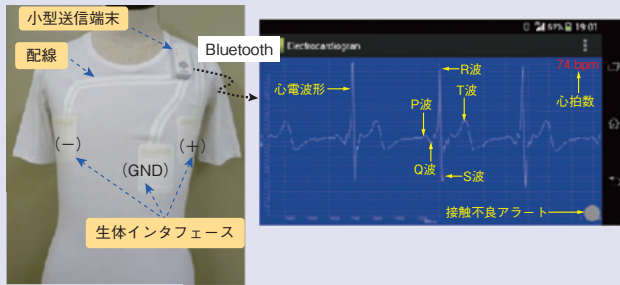 小型送信端末
配線
Bluetooth
(−)
(+)
(GND)
生体インタフェース
57% 19:01
Electrocardiogran
74 bpm
心電波形
R波
P波
T波
心拍数
Q波
S波
接触不良アラート